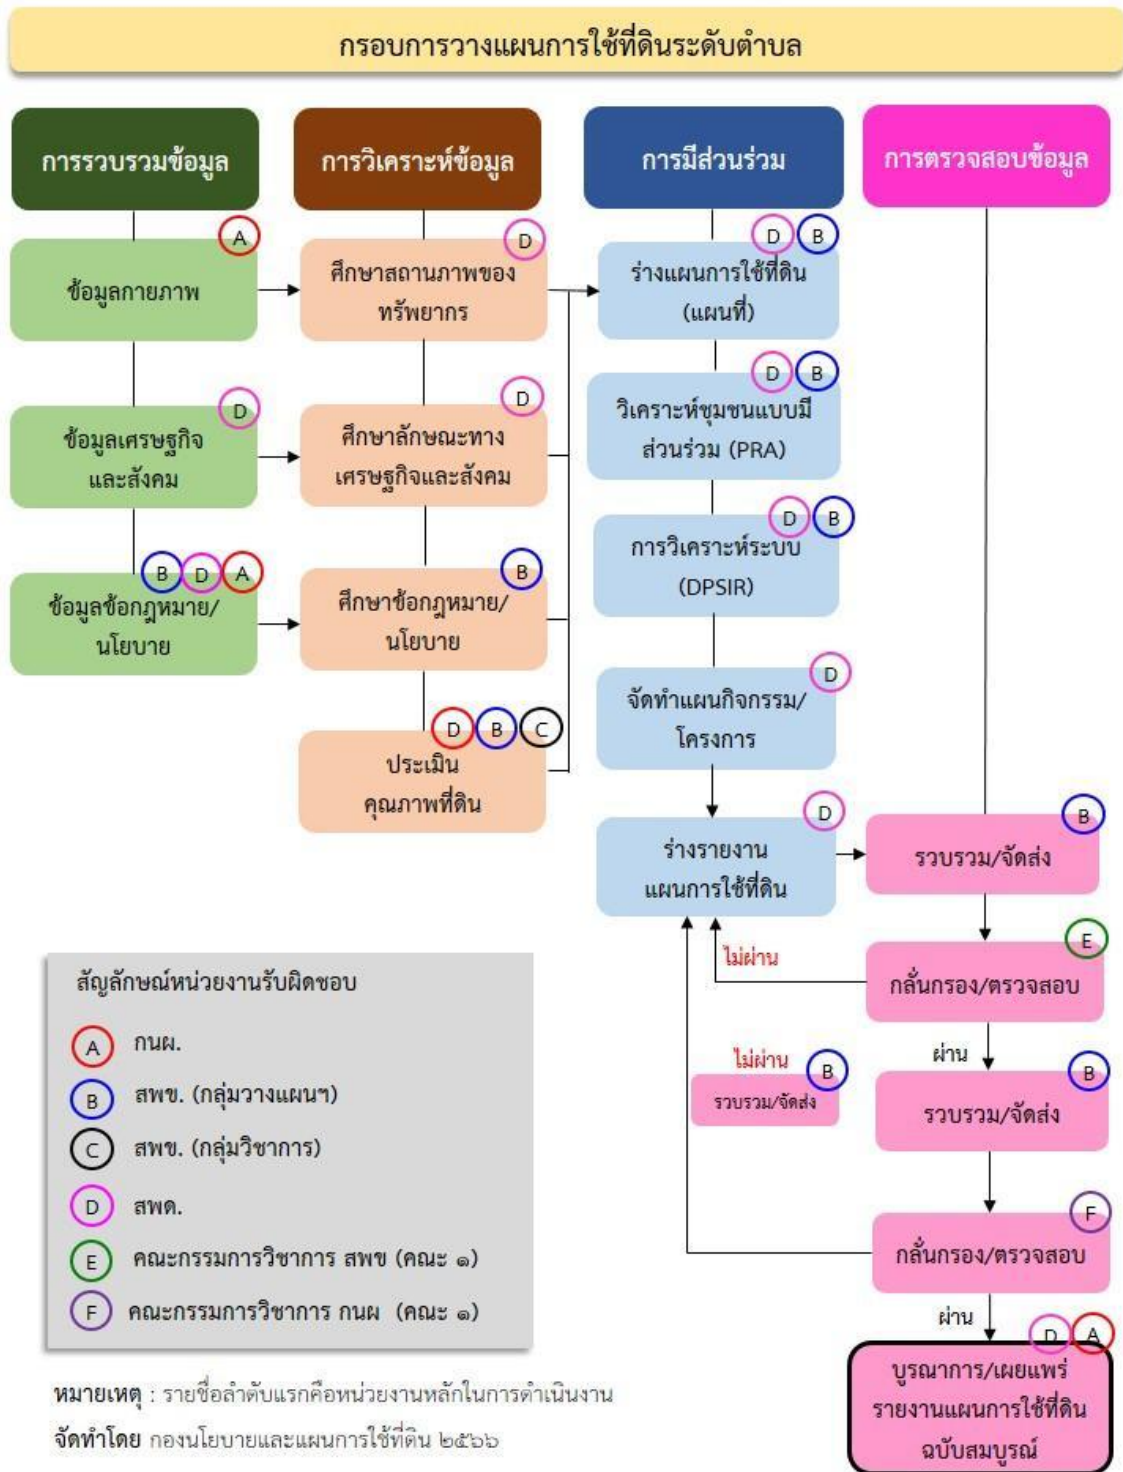 กรอบการวางแผนการใช้ที่ดินระดับตำบล
การรวบรวมข้อมูล
A
ข้อมูลกายภาพ
D
ข้อมูลเศรษฐกิจ
และสังคม
B D A
ข้อมูลข้อกฎหมาย/
นโยบาย
การวิเคราะห์ข้อมูล
D
ศึกษาสถานภาพของ
ทรัพยากร
D
ศึกษาลักษณะทาง
เศรษฐกิจและสังคม
B
ศึกษาข้อกฎหมาย/
นโยบาย
D B C
ประเมิน
คุณภาพที่ดิน
การมีส่วนร่วม
D B
ร่างแผนการใช้ที่ดิน
(แผนที่)
D B
วิเคราะห์ชุมชนแบบมี
ส่วนร่วม (PRA)
D B
การวิเคราะห์ระบบ
(DPSIR)
D
จัดทำแผนกิจกรรม/
โครงการ
D
ร่างรายงาน
แผนการใช้ที่ดิน
การตรวจสอบข้อมูล
B
รวบรวม/จัดส่ง
E
กลั่นกรอง/ตรวจสอบ
ไม่ผ่าน
ผ่าน
B
รวบรวม/จัดส่ง
ไม่ผ่าน
B
รวบรวม/จัดส่ง
F
กลั่นกรอง/ตรวจสอบ
ผ่าน
D A
บูรณาการ/เผยแพร่
รายงานแผนการใช้ที่ดิน
ฉบับสมบูรณ์
สัญลักษณ์หน่วยงานรับผิดชอบ
A กนผ.
B สพข. (กลุ่มวางแผนฯ)
C สพข. (กลุ่มวิชาการ)
D สพด.
E คณะกรรมการวิชาการ สพข (คณะ ๑)
F คณะกรรมการวิชาการ กนผ (คณะ ๑)
หมายเหตุ : รายชื่อลำดับแรกคือหน่วยงานหลักในการดำเนินงาน
จัดทำโดย กองนโยบายและแผนการใช้ที่ดิน ๒๕๖๖